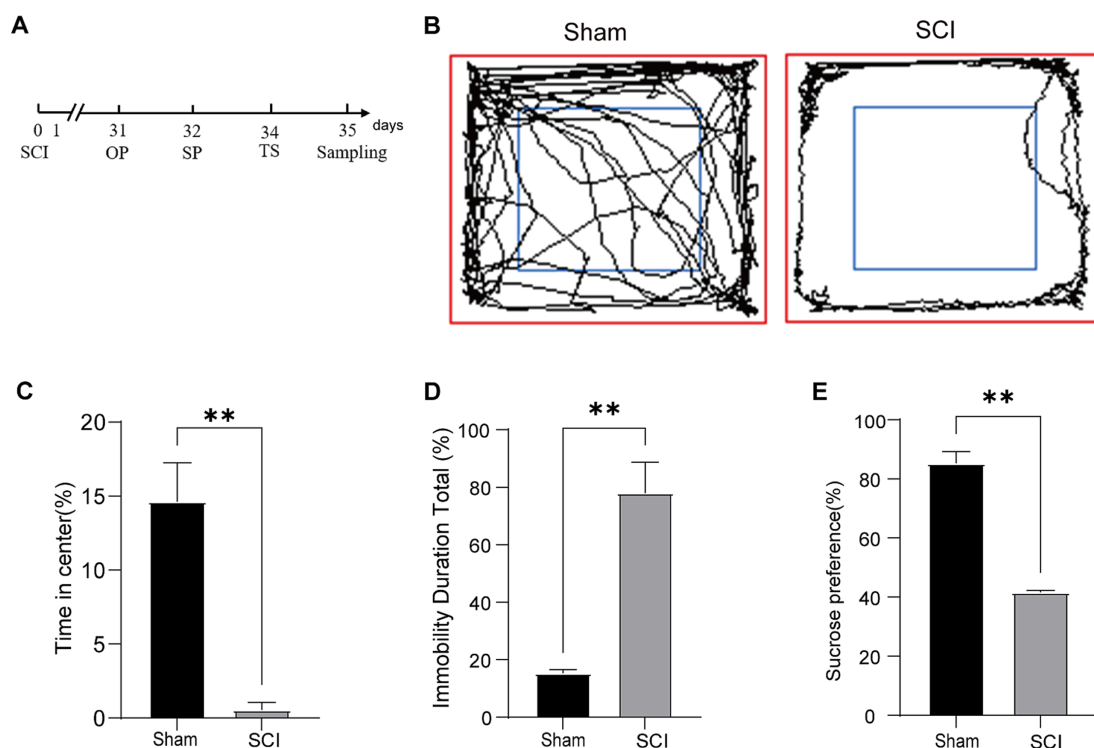 A
0 1 31 32 34 35 days
SCI OP SP TS Sampling
B
Sham SCI
C
**
Time in center(%)
20
15
10
5
0
Sham SCI
D
**
Immobility Duration Total (%)
100
80
60
40
20
0
Sham SCI
E
**
Sucrose preference(%)
100
80
60
40
20
0
Sham SCI